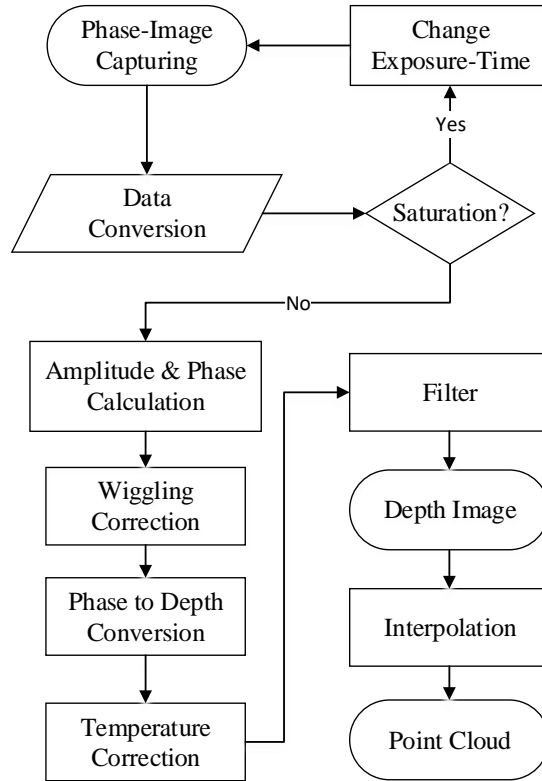 Phase-Image
Capturing
Change
Exposure-Time
Yes
Data
Conversion
Saturation?
No
Amplitude & Phase
Calculation
Wiggling
Correction
Phase to Depth
Conversion
Temperature
Correction
Filter
Depth Image
Interpolation
Point Cloud